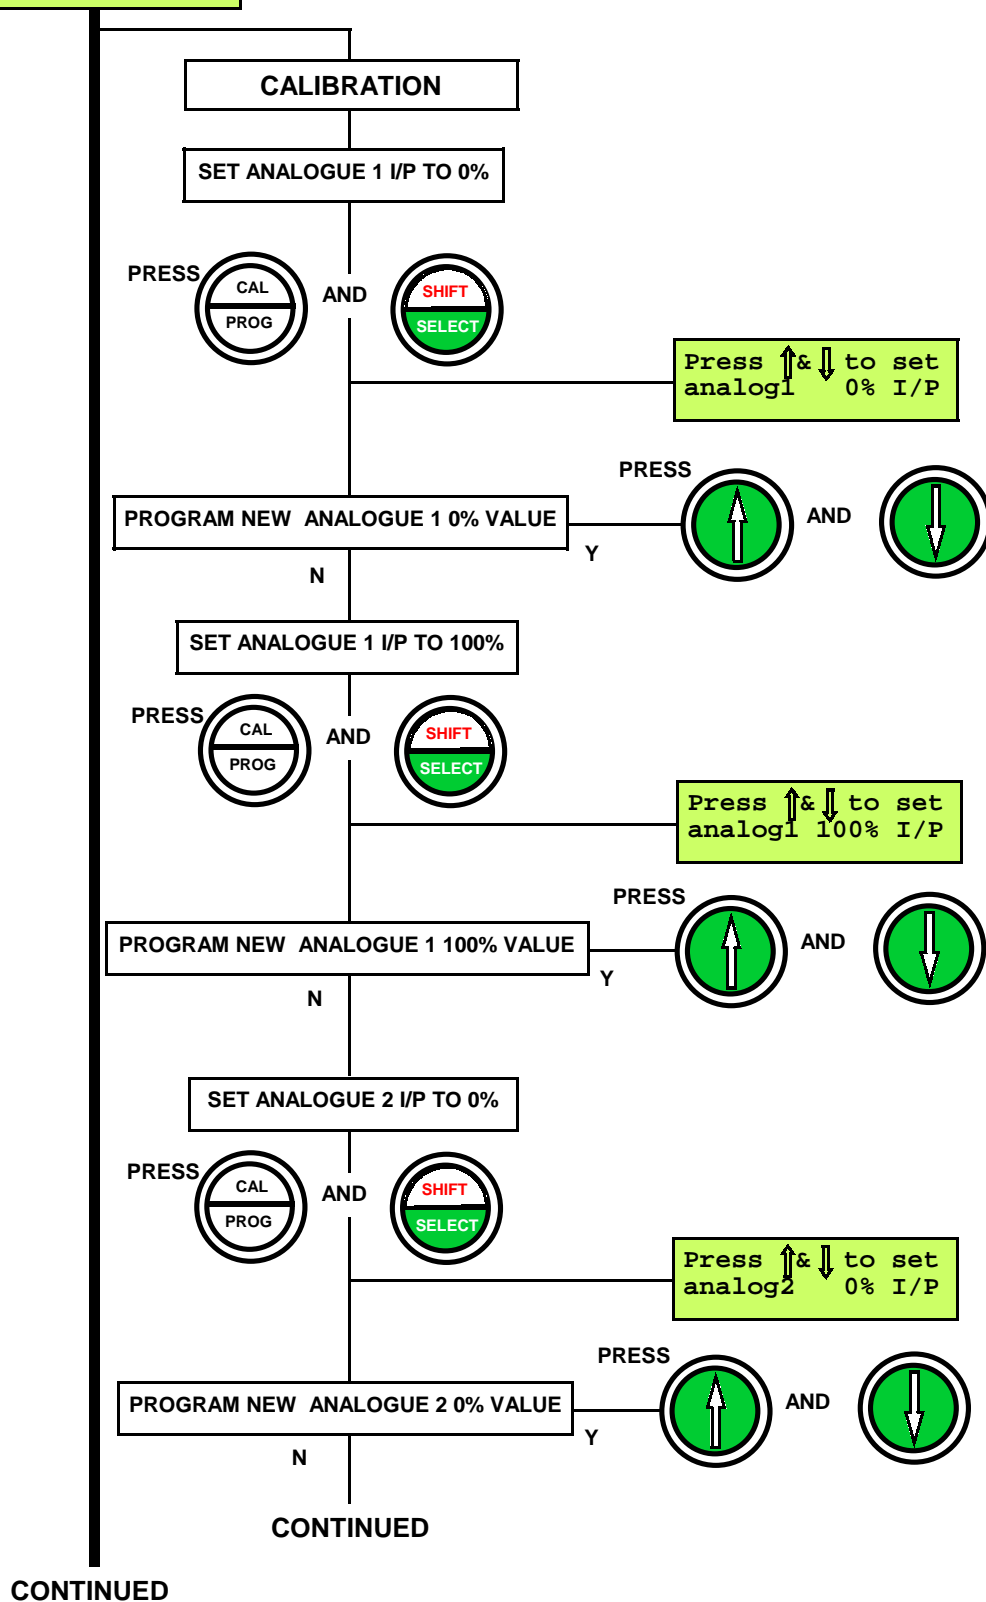 CALIBRATION
SET ANALOGUE 1 I/P TO 0%
PRESS
CAL
PROG
AND
SHIFT
SELECT
Press ⇑& ⇓ to set
analog1 0% I/P
PROGRAM NEW ANALOGUE 1 0% VALUE
Y
N
PRESS
AND
SET ANALOGUE 1 I/P TO 100%
PRESS
CAL
PROG
AND
SHIFT
SELECT
Press ⇑& ⇓ to set
analog1 100% I/P
PROGRAM NEW ANALOGUE 1 100% VALUE
Y
N
PRESS
AND
SET ANALOGUE 2 I/P TO 0%
PRESS
CAL
PROG
AND
SHIFT
SELECT
Press ⇑& ⇓ to set
analog2 0% I/P
PROGRAM NEW ANALOGUE 2 0% VALUE
Y
N
PRESS
AND
CONTINUED
CONTINUED